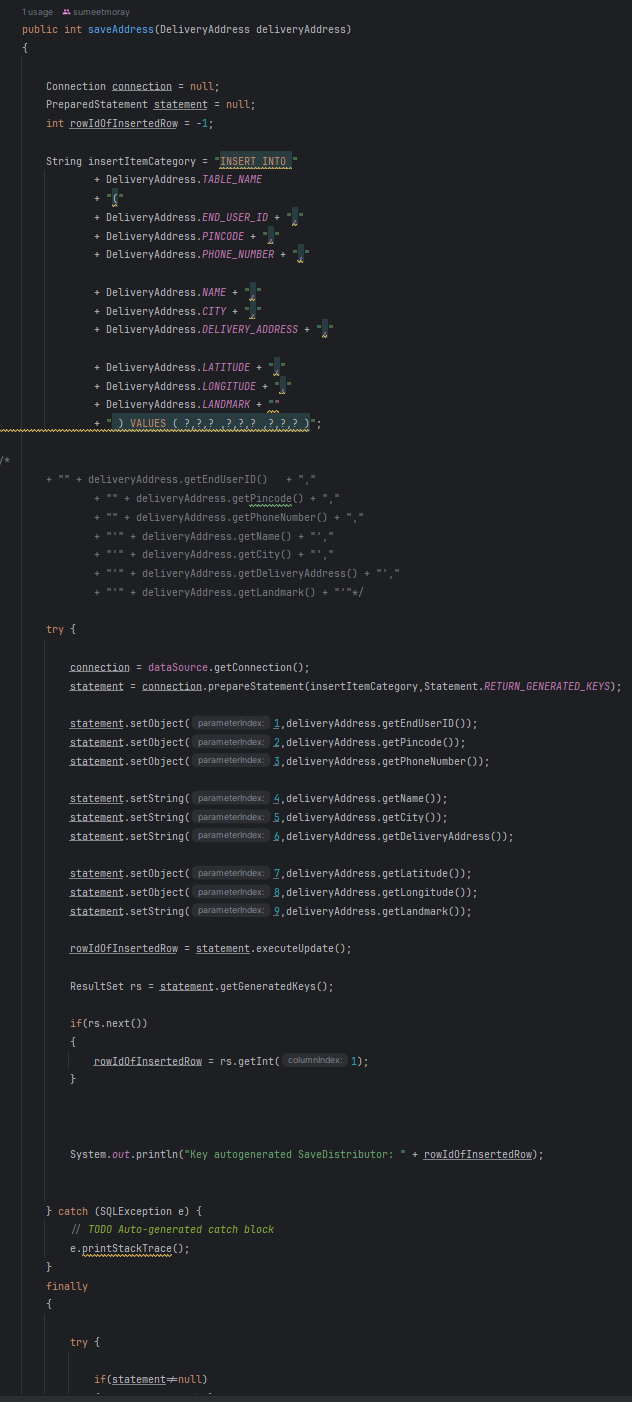 1 usage sumeetmoray
public int saveAddress(DeliveryAddress deliveryAddress)
{
Connection connection = null;
PreparedStatement statement = null;
int rowIdOfInsertedRow = -1;
String insertItemCategory = "INSERT INTO "
+ DeliveryAddress.TABLE_NAME
+ "("
+ DeliveryAddress.END_USER_ID + ","
+ DeliveryAddress.PINCODE + ","
+ DeliveryAddress.PHONE_NUMBER + ","
+ DeliveryAddress.NAME + ","
+ DeliveryAddress.CITY + ","
+ DeliveryAddress.DELIVERY_ADDRESS + ","
+ DeliveryAddress.LATITUDE + ","
+ DeliveryAddress.LONGITUDE + ","
+ DeliveryAddress.LANDMARK + ""
+ " ) VALUES ( ?,?,? ,?,?,? ,?,?,? )";
/*
+ "" + deliveryAddress.getEndUserID() + ","
+ "" + deliveryAddress.getPincode() + ","
+ "" + deliveryAddress.getPhoneNumber() + ","
+ "'" + deliveryAddress.getName() + "',"
+ "'" + deliveryAddress.getCity() + "',"
+ "'" + deliveryAddress.getDeliveryAddress() + "',"
+ "'" + deliveryAddress.getLandmark() + "'"*/
try {
connection = dataSource.getConnection();
statement = connection.prepareStatement(insertItemCategory,Statement.RETURN_GENERATED_KEYS);
statement.setObject( parameterIndex: 1,deliveryAddress.getEndUserID());
statement.setObject( parameterIndex: 2,deliveryAddress.getPincode());
statement.setObject( parameterIndex: 3,deliveryAddress.getPhoneNumber());
statement.setString( parameterIndex: 4,deliveryAddress.getName());
statement.setString( parameterIndex: 5,deliveryAddress.getCity());
statement.setString( parameterIndex: 6,deliveryAddress.getDeliveryAddress());
statement.setObject( parameterIndex: 7,deliveryAddress.getLatitude());
statement.setObject( parameterIndex: 8,deliveryAddress.getLongitude());
statement.setString( parameterIndex: 9,deliveryAddress.getLandmark());
rowIdOfInsertedRow = statement.executeUpdate();
ResultSet rs = statement.getGeneratedKeys();
if(rs.next())
{
rowIdOfInsertedRow = rs.getInt( columnIndex: 1);
}
System.out.println("Key autogenerated SaveDistributor: " + rowIdOfInsertedRow);
} catch (SQLException e) {
// TODO Auto-generated catch block
e.printStackTrace();
}
finally
{
try {
if(statement!=null)